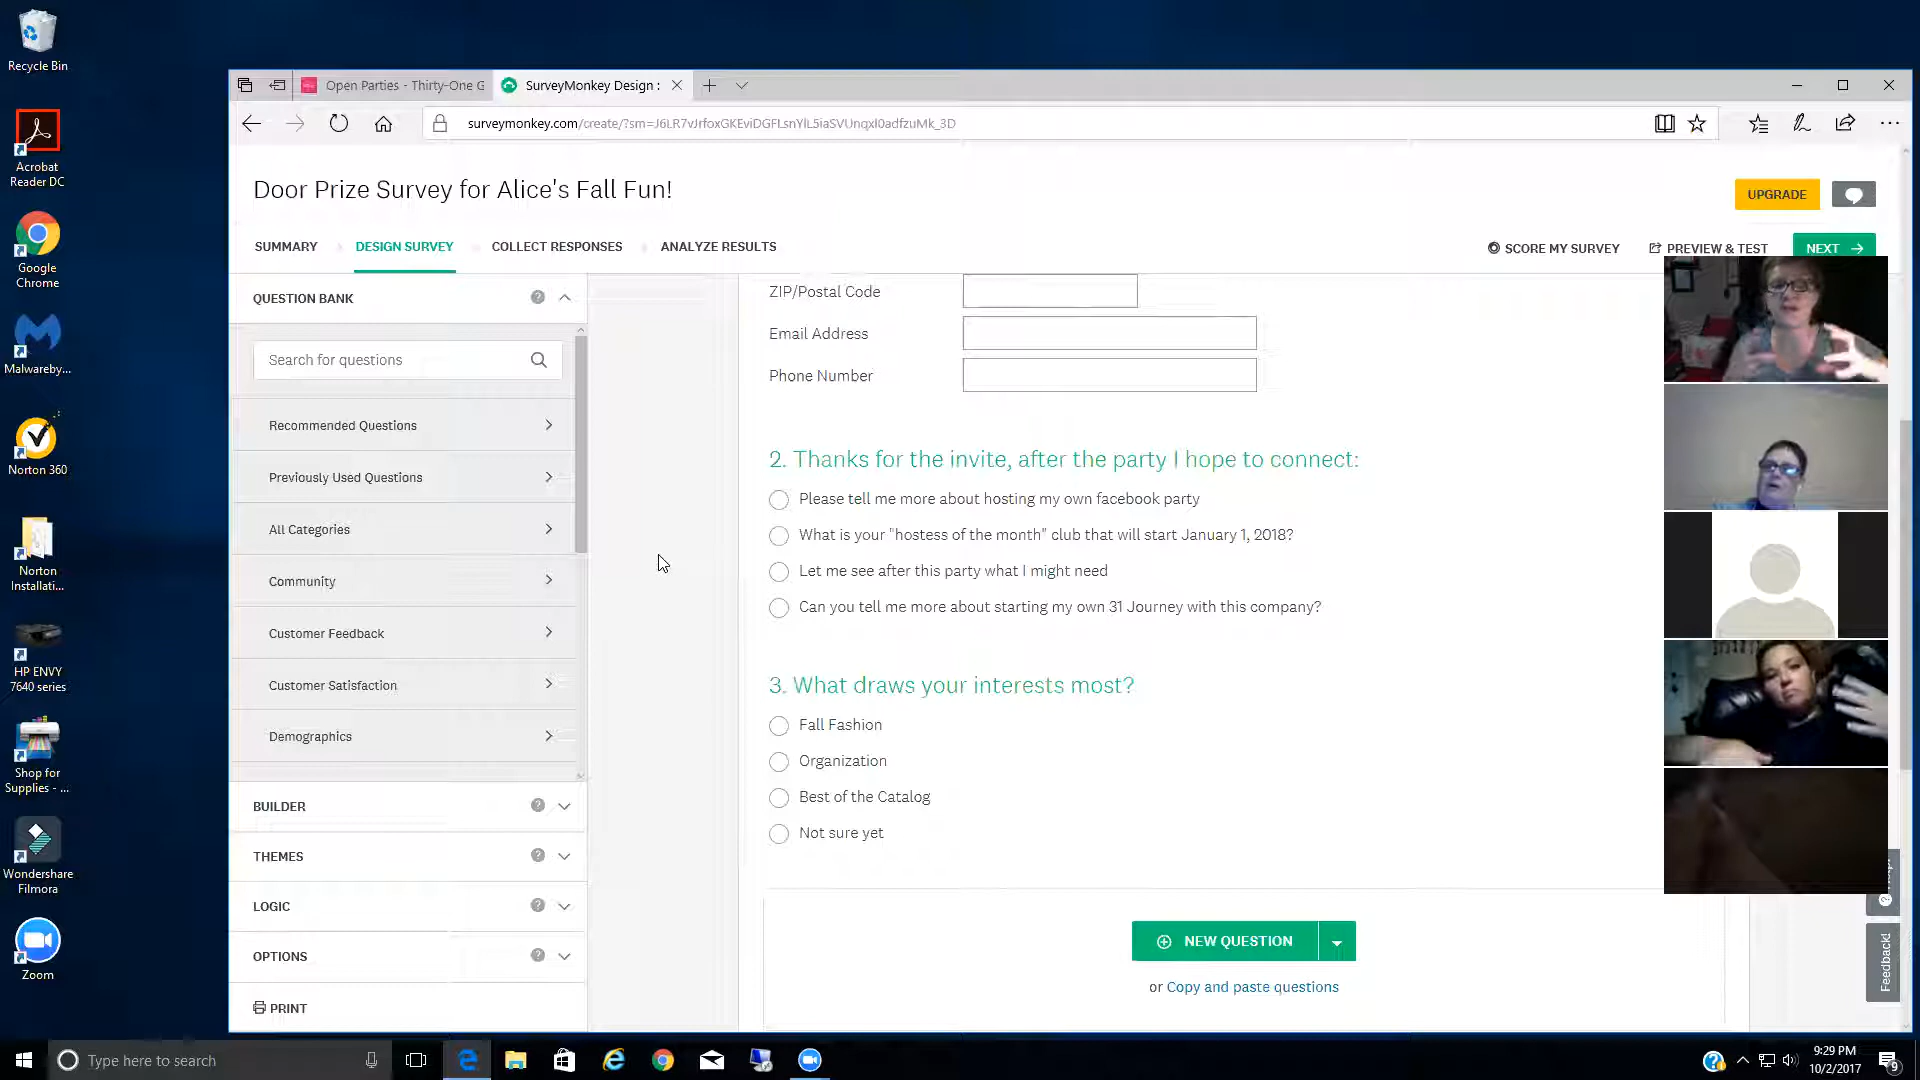 Recycle Bin
Acrobat
Reader DC
Google
Chrome
Malwareby...
Norton 360
Norton
Installati...
HP ENVY
7640 series
Shop for
Supplies - ...
Wondershare
Filmora
Zoom
Open Parties - Thirty-One G
SurveyMonkey Design :
surveymonkey.com/create/?sm=J6LR7vJrfoxGKEviDGFLsnYlL5iaSVUnqxl0adfzuMk_3D
Door Prize Survey for Alice's Fall Fun!
UPGRADE
SUMMARY
DESIGN SURVEY
COLLECT RESPONSES
ANALYZE RESULTS
SCORE MY SURVEY
PREVIEW & TEST
NEXT
QUESTION BANK
Search for questions
Recommended Questions
Previously Used Questions
All Categories
Community
Customer Feedback
Customer Satisfaction
Demographics
BUILDER
THEMES
LOGIC
OPTIONS
PRINT
ZIP/Postal Code
Email Address
Phone Number
2. Thanks for the invite, after the party I hope to connect:
Please tell me more about hosting my own facebook party
What is your "hostess of the month" club that will start January 1, 2018?
Let me see after this party what I might need
Can you tell me more about starting my own 31 Journey with this company?
3. What draws your interests most?
Fall Fashion
Organization
Best of the Catalog
Not sure yet
NEW QUESTION
or Copy and paste questions
Feedback!
Type here to search
9:29 PM
10/2/2017
9